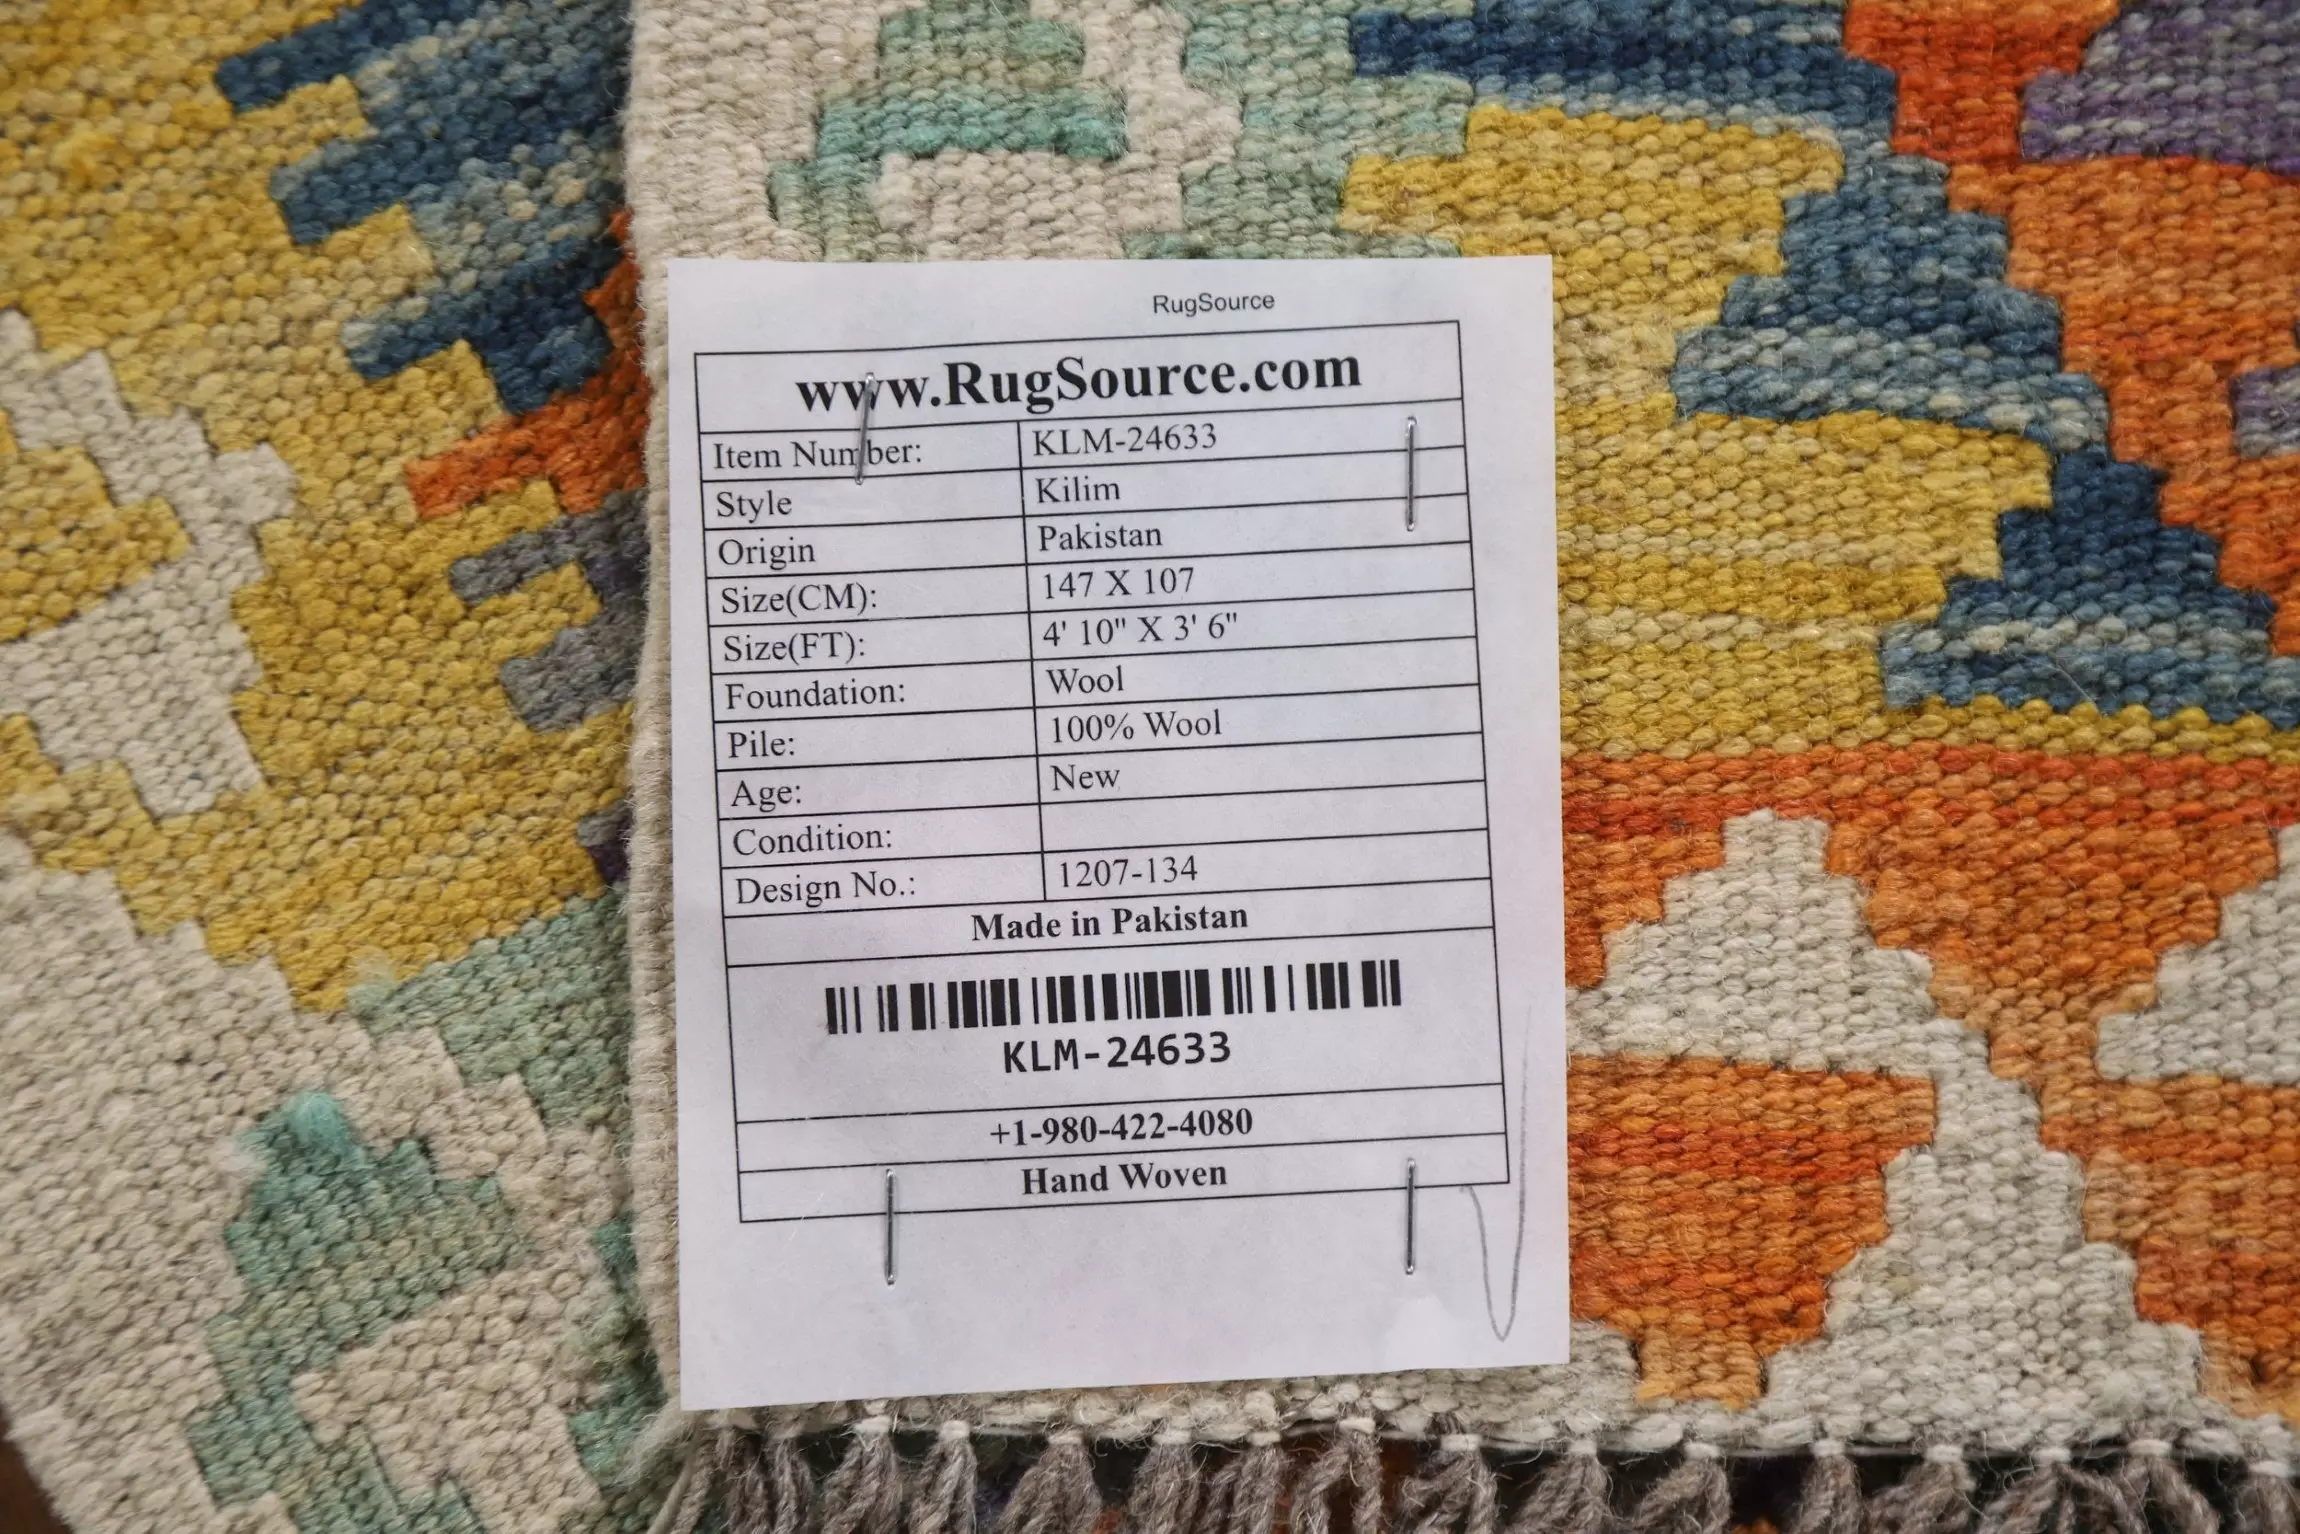 RugSource
www.RugSource.com
Item Number: KLM-24633
Style Kilim
Origin Pakistan
Size(CM): 147 X 107
Size(FT): 4' 10" X 3' 6"
Foundation: Wool
Pile: 100% Wool
Age: New
Condition:
Design No.: 1207-134
Made in Pakistan
KLM-24633
+1-980-422-4080
Hand Woven